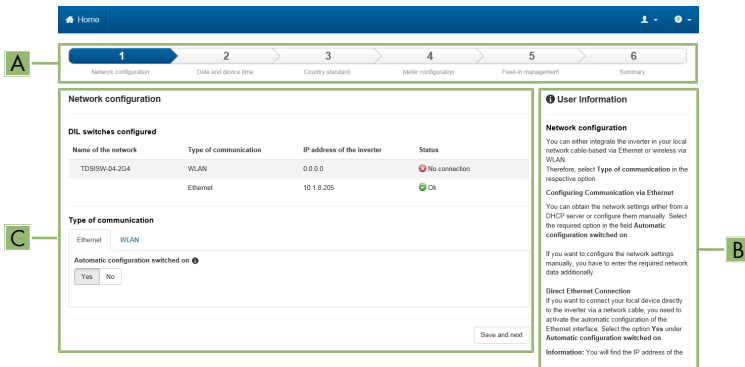 Home
A
1 2 3 4 5 6
Network configuration Date and device time Country standard Meter configuration Feed-in management Summary
C
Network configuration
DIL switches configured
Name of the network Type of communication IP address of the inverter Status
TDSISW-04-2G4 WLAN 0.0.0.0 No connection
Ethernet 10.1.8.205 Ok
Type of communication
Ethernet WLAN
Automatic configuration switched on
Yes No
Save and next
B
User Information
Network configuration
You can either integrate the inverter in your local
network cable-based via Ethernet or wireless via
WLAN.
Therefore, select Type of communication in the
respective option.
Configuring Communication via Ethernet
You can obtain the network settings either from a
DHCP server or configure them manually. Select
the required option in the field Automatic
configuration switched on.
If you want to configure the network settings
manually, you have to enter the required network
data additionally.
Direct Ethernet Connection
If you want to connect your local device directly
to the inverter via a network cable, you need to
activate the automatic configuration of the
Ethernet interface. Select the option Yes under
Automatic configuration switched on.
Information: You will find the IP address of the